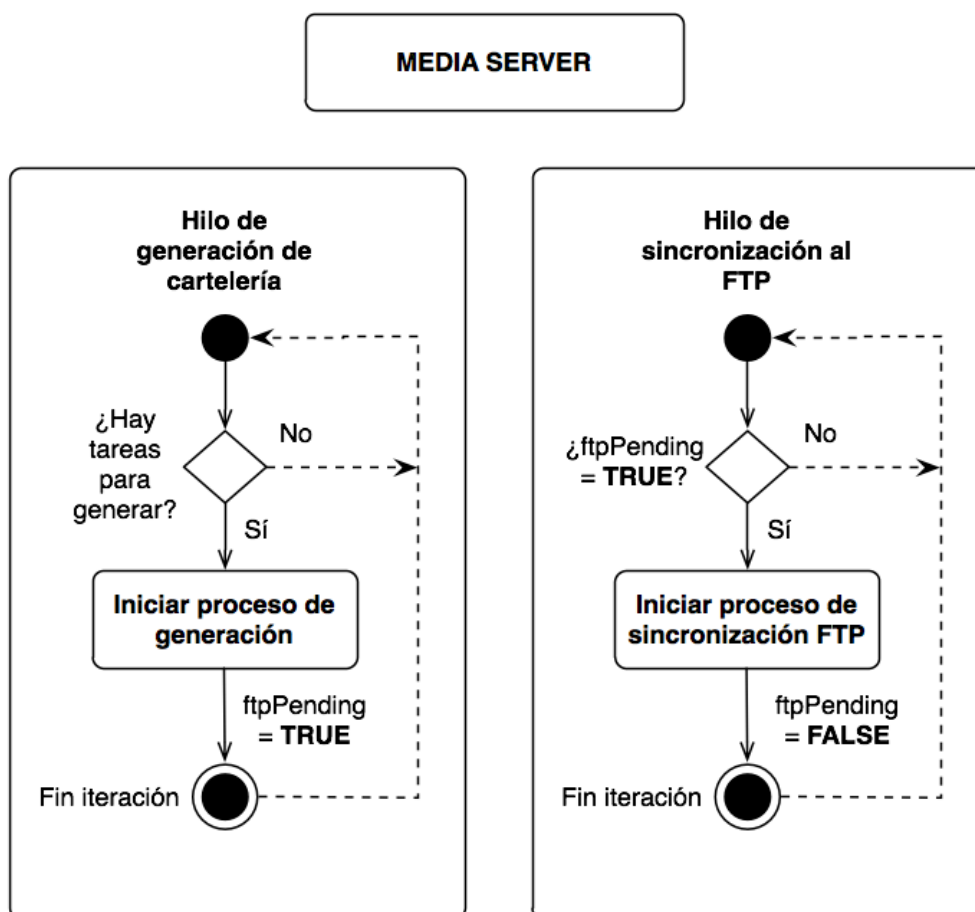 MEDIA SERVER
Hilo de
generación de
cartelería
¿Hay
tareas
para
generar?
No
Sí
Iniciar proceso de
generación
ftpPending
= TRUE
Fin iteración
Hilo de
sincronización al
FTP
¿ftpPending
= TRUE?
No
Sí
Iniciar proceso de
sincronización FTP
ftpPending
= FALSE
Fin iteración